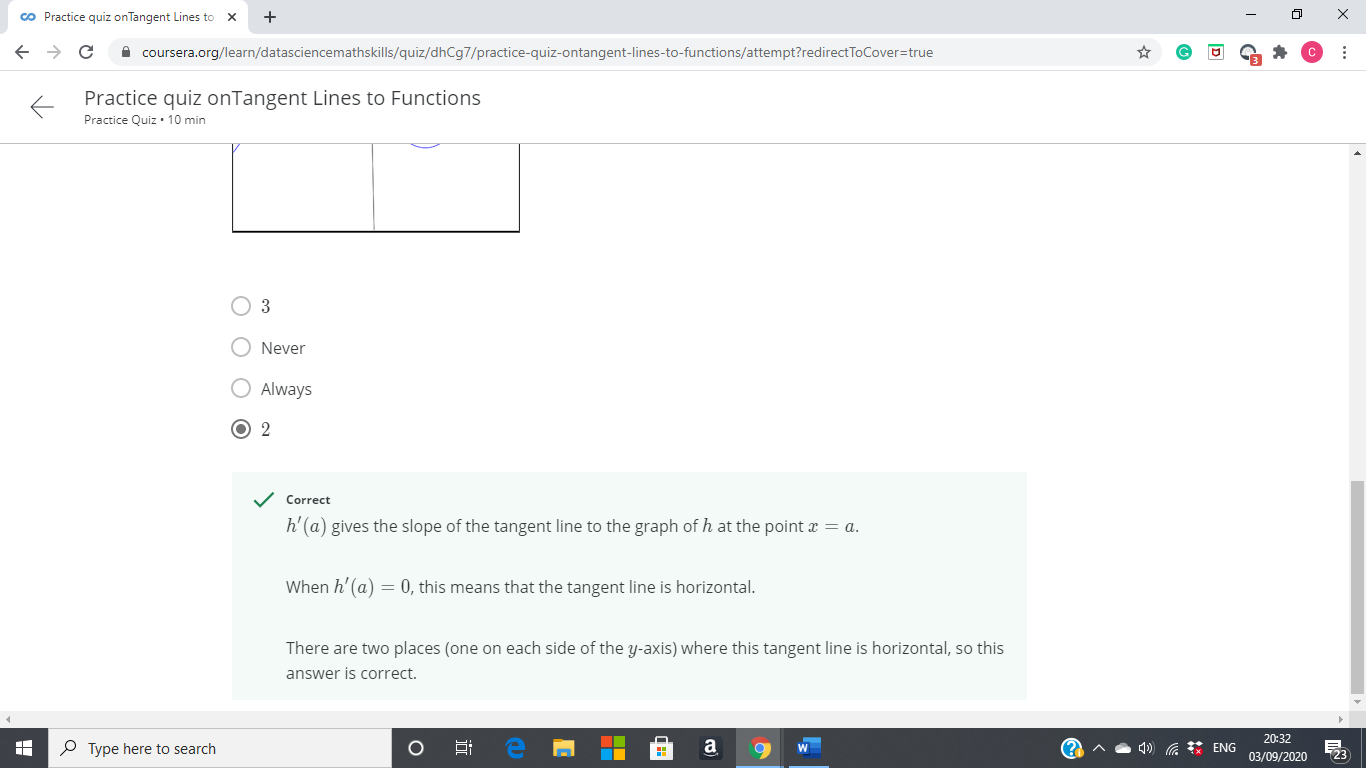 Practice quiz onTangent Lines to
coursera.org/learn/datasciencemathskills/quiz/dhCg7/practice-quiz-ontangent-lines-to-functions/attempt?redirectToCover=true
G
3
C
Practice quiz onTangent Lines to Functions
Practice Quiz • 10 min
3
Never
Always
2
Correct
h′(a) gives the slope of the tangent line to the graph of h at the point x = a.
When h′(a) = 0, this means that the tangent line is horizontal.
There are two places (one on each side of the y-axis) where this tangent line is horizontal, so this
answer is correct.
Type here to search
a
W
ENG
20:32
03/09/2020
23